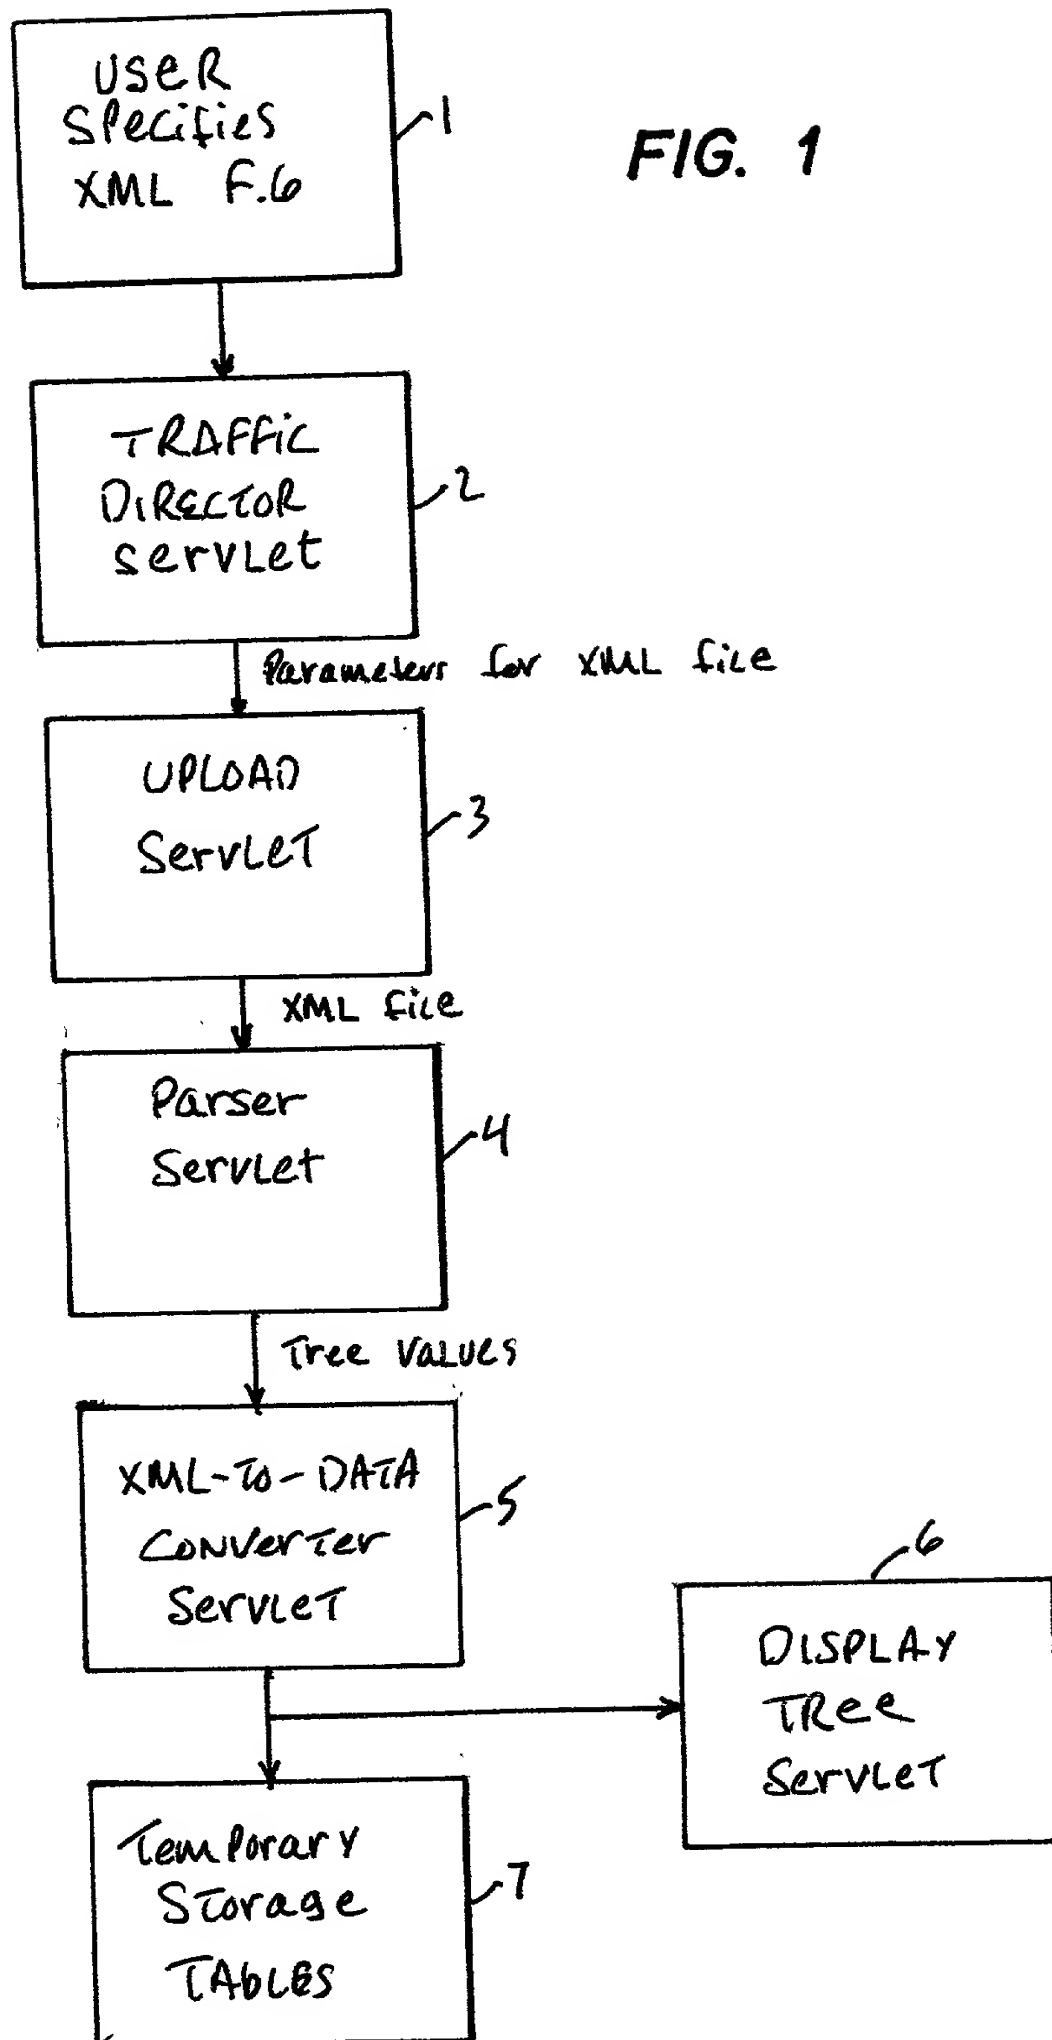 USER
SPecifies
XML F.6
1
FIG. 1
TRAFFiC
DIRECTOR
servlet
2
Parameters for XML file
UPLOAD
ServLeT
3
XML file
Parser
Servlet
4
Tree Values
XML-To-DATA
Converter
ServleT
5
6
DISPLAY
TRee
ServLeT
Temporary
Storage
TAbLES
7